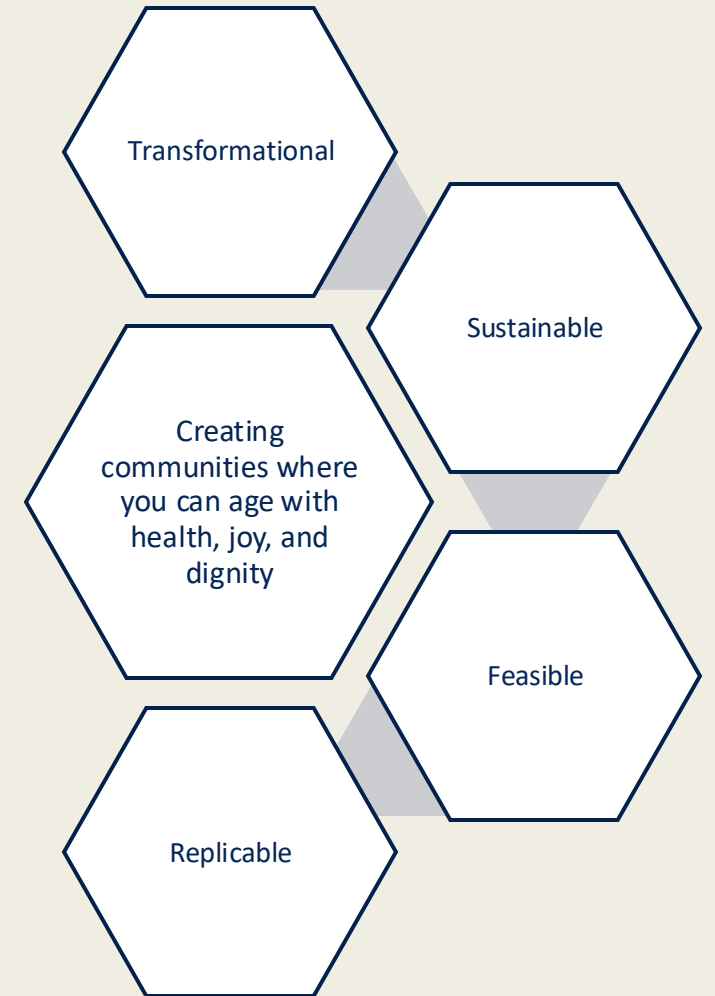 Transformational
Sustainable
Creating
communities where
you can age with
health, joy, and
dignity
Feasible
Replicable